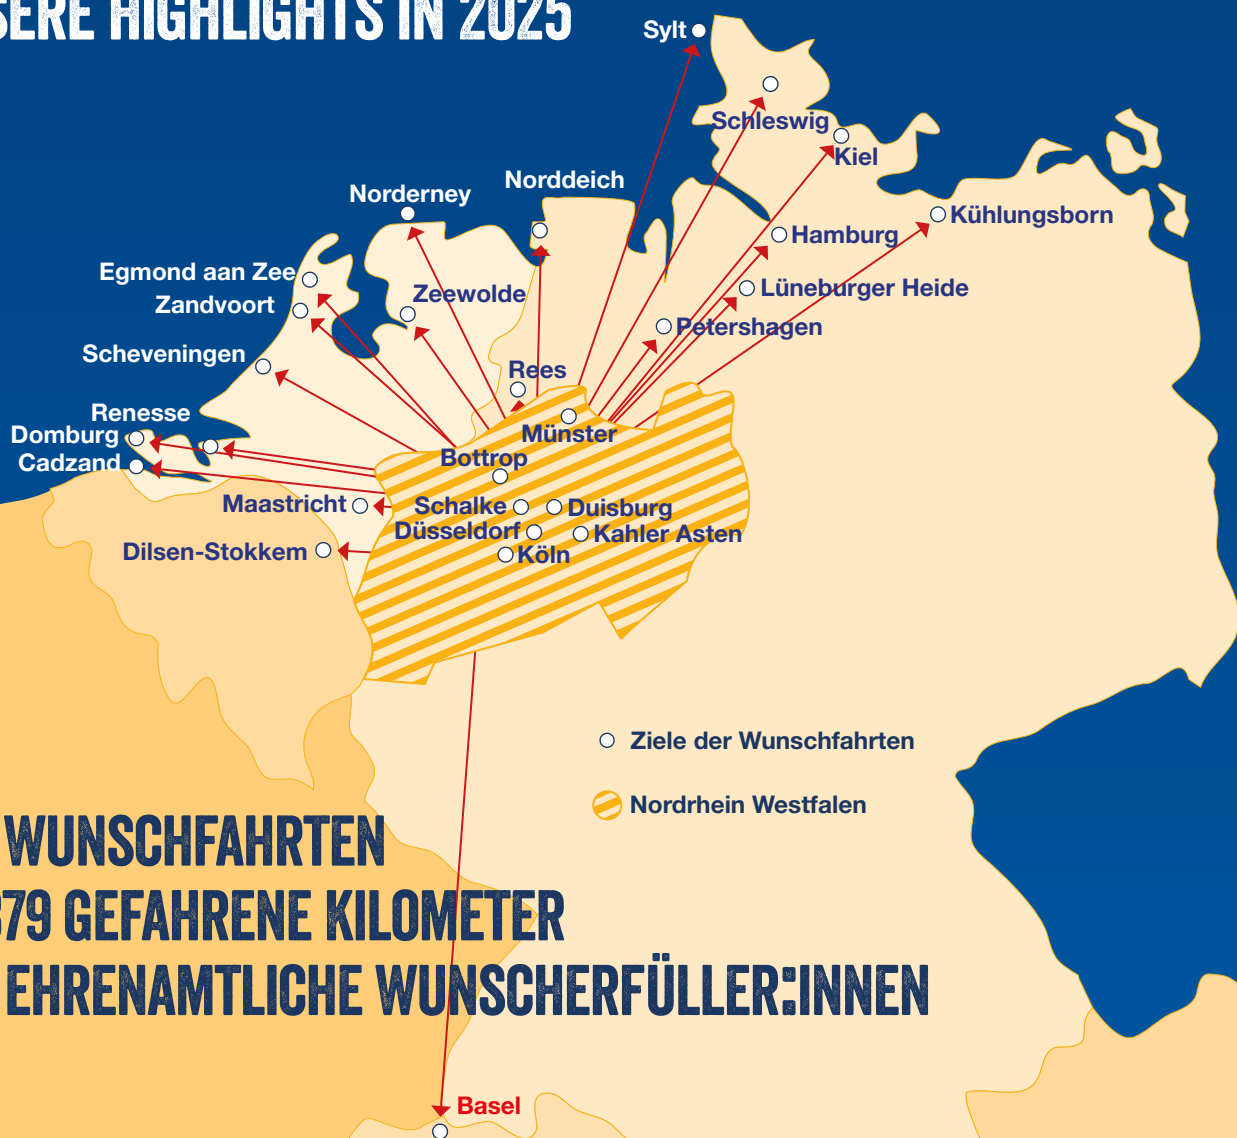 HIGHLIGHTS IN 2025
Sylt
Schleswig
Kiel
Norddeich
Norderney
Kühlungsborn
Hamburg
Egmond aan Zee
Zeewolde
Lüneburger Heide
Zandvoort
Petershagen
Scheveningen
Rees
Renesse
Domburg
Münster
Cadzand
Bottrop
Maastricht
Schalke
Duisburg
Düsseldorf
Kahler Asten
Dilsen-Stokkem
Köln
Ziele der Wunschfahrten
Nordrhein Westfalen
WUNSCHFAHRTEN
GEFAHRENE KILOMETER
EHRENAMTLICHE WUNSCHERFÜLLER:INNEN
Basel